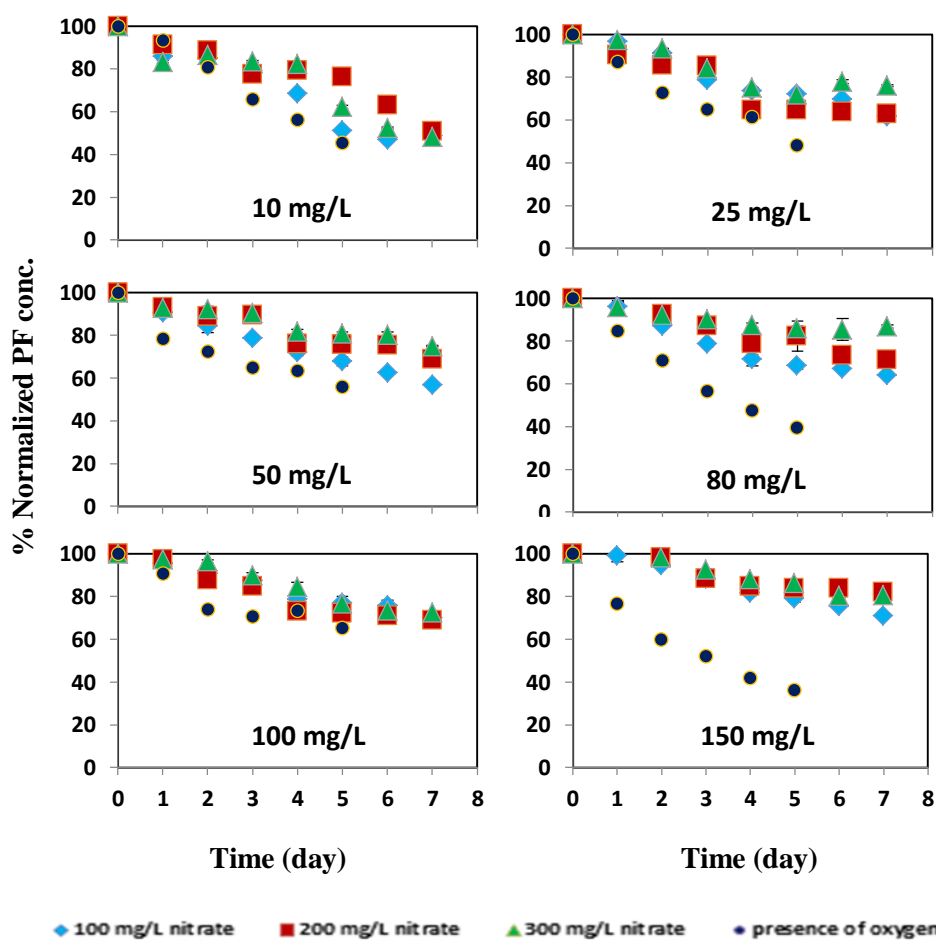 100
80
60
40
20
0
10 mg/L
100
80
60
40
20
0
25 mg/L
100
80
60
40
20
0
50 mg/L
100
80
60
40
20
0
80 mg/L
100
80
60
40
20
0
100 mg/L
0 1 2 3 4 5 6 7 8
100
80
60
40
20
0
150 mg/L
0 1 2 3 4 5 6 7 8
% Normalized PF conc.
Time (day)
Time (day)
100 mg/L nitrate
200 mg/L nitrate
300 mg/L nitrate
presence of oxygen